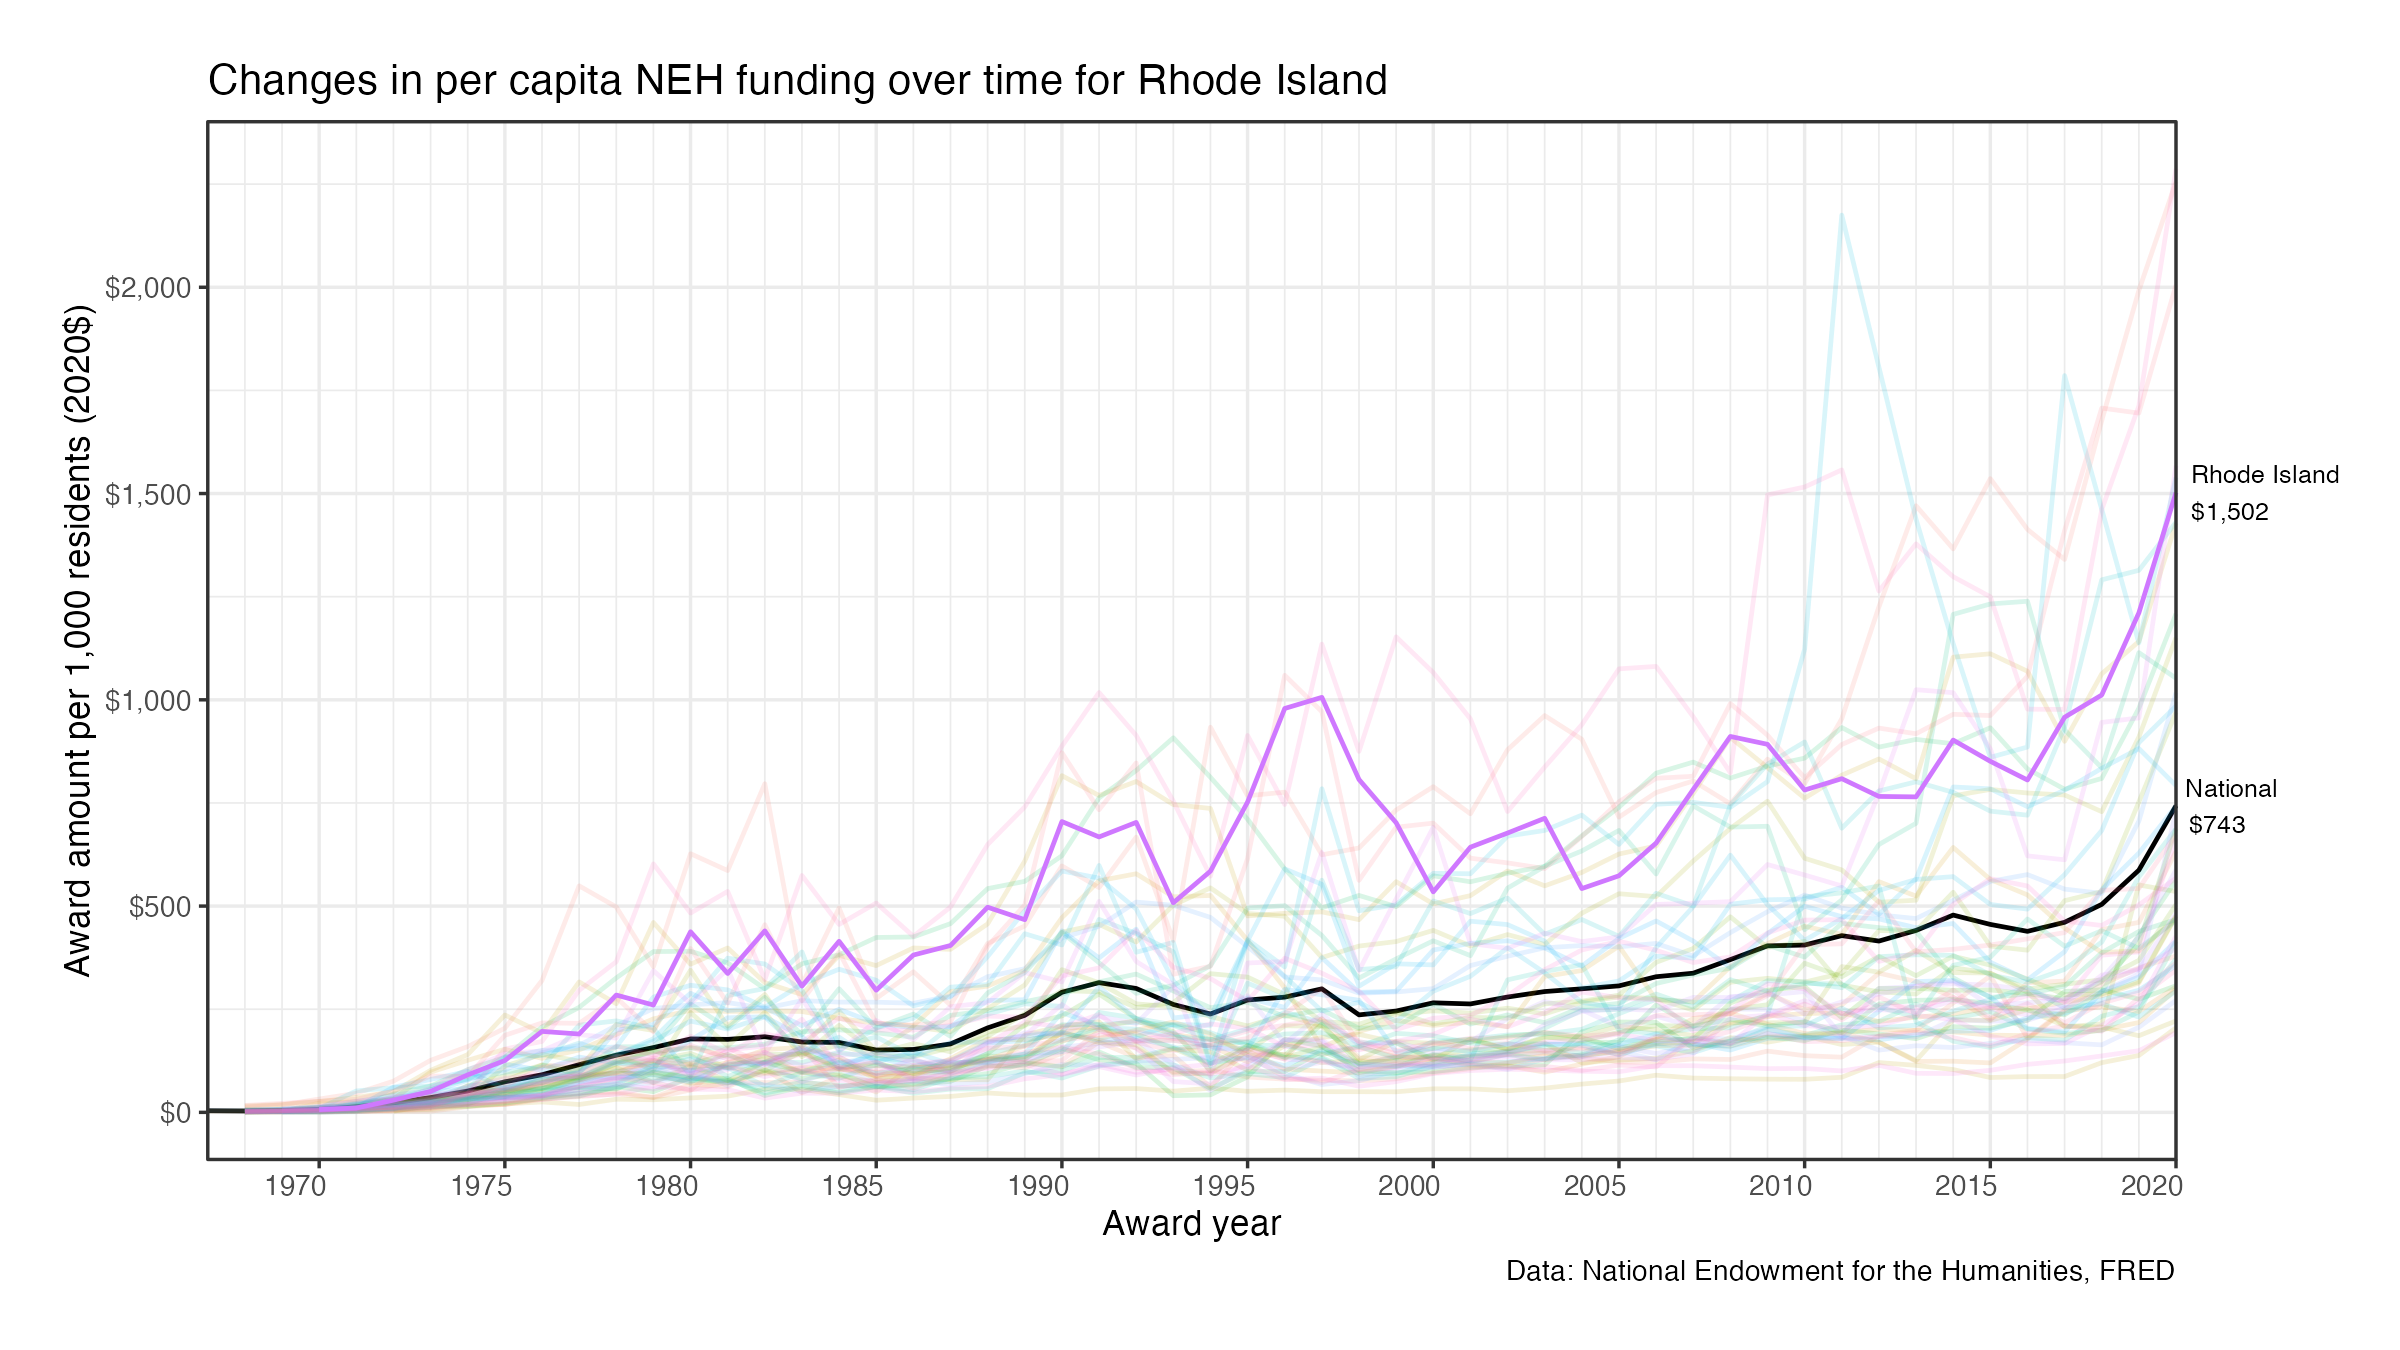 Changes in per capita NEH funding over time for Rhode Island
Award amount per 1,000 residents (2020$)
$2,000
$1,500
$1,000
$500
$0
Rhode Island
$1,502
National
$743
1970 1975 1980 1985 1990 1995 2000 2005 2010 2015 2020
Award year
Data: National Endowment for the Humanities, FRED